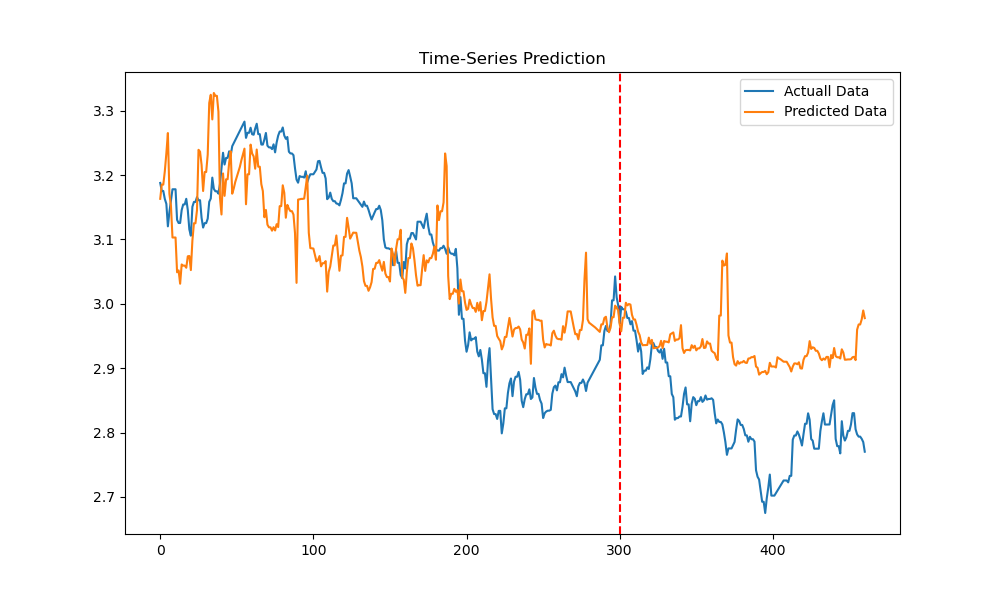 Time-Series Prediction
Actuall Data
Predicted Data
3.3
3.2
3.1
3.0
2.9
2.8
2.7
0 100 200 300 400